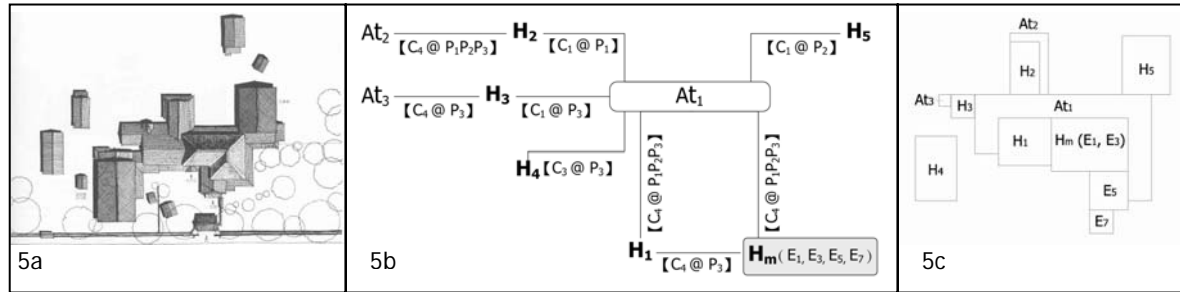 5a
At₂ 【C₄ @ P₁P₂P₃】 H₂ 【C₁ @ P₁】
【C₁ @ P₂】 H₅
At₃ 【C₄ @ P₃】 H₃ 【C₁ @ P₃】
At₁
H₄【C₃ @ P₃】
【C₄ @ P₁P₂P₃】
【C₄ @ P₁P₂P₃】
H₁ 【C₄ @ P₃】 Hₘ(E₁, E₃, E₅, E₇)
5b
At₂
H₂
H₅
At₃
H₃
At₁
H₁
Hₘ (E₁, E₃)
H₄
E₅
E₇
5c